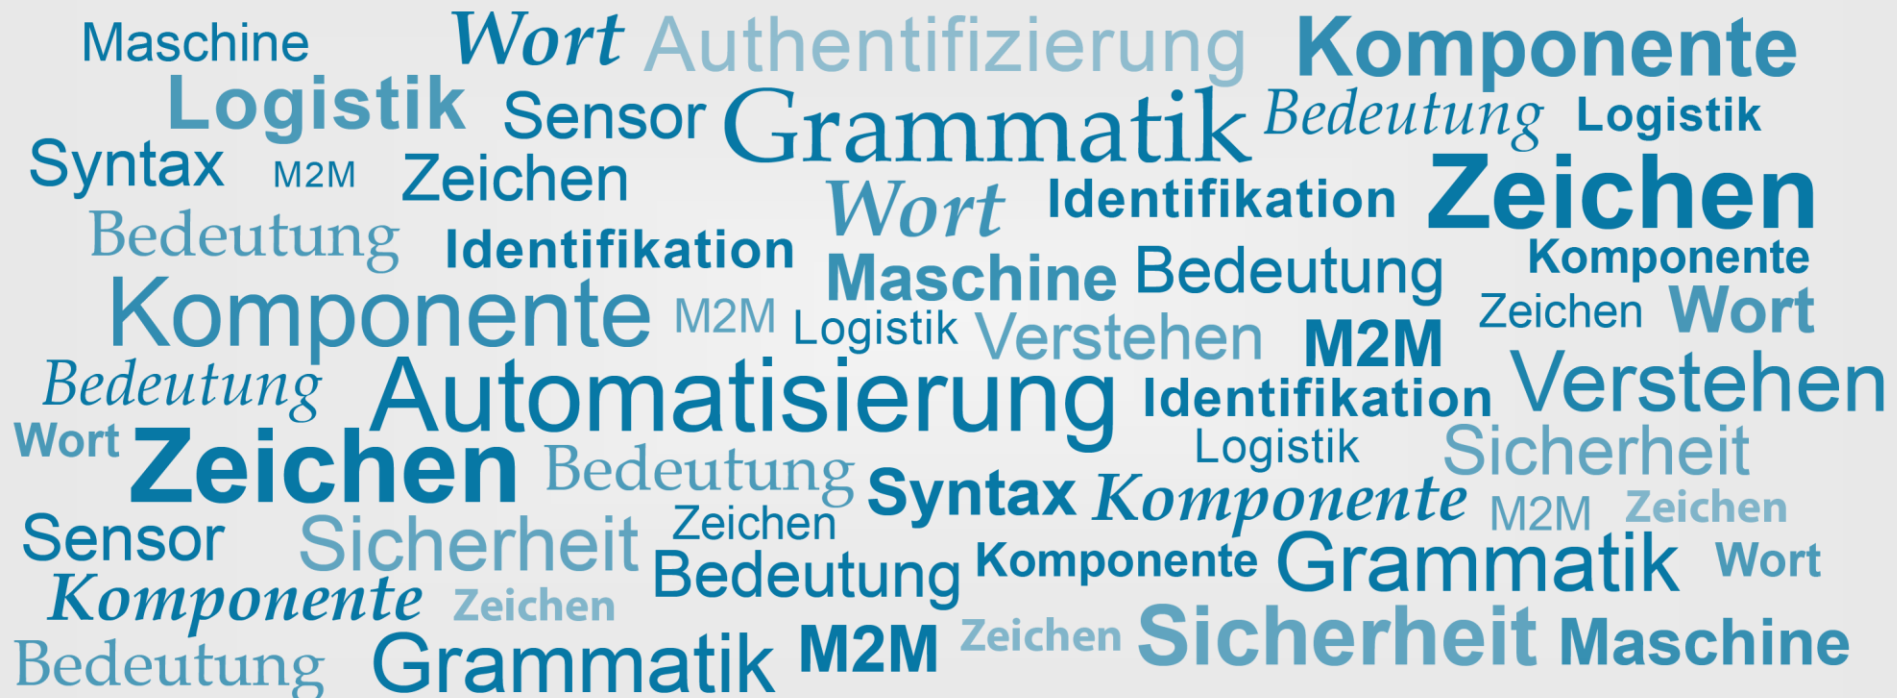 Maschine Wort Authentifizierung Komponente
Logistik Sensor Grammatik Bedeutung Logistik
Syntax M2M Zeichen Wort Identifikation Zeichen
Bedeutung Identifikation Maschine Bedeutung Komponente
Komponente M2M Logistik Verstehen M2M Zeichen Wort
Bedeutung Automatisierung Identifikation Verstehen
Wort Zeichen Bedeutung Syntax Logistik Sicherheit
Sensor Sicherheit Zeichen Komponente M2M Zeichen
Komponente Zeichen Bedeutung Komponente Grammatik Wort
Bedeutung Grammatik M2M Zeichen Sicherheit Maschine